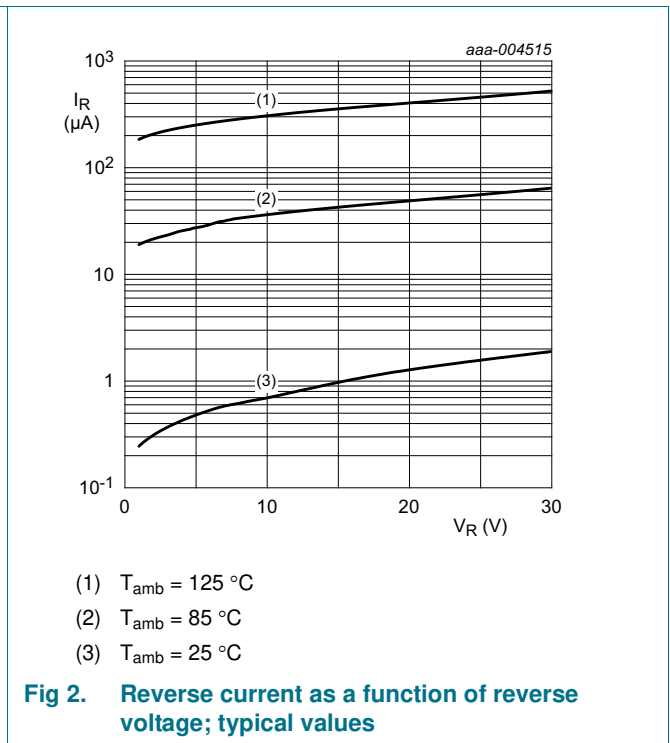 aaa-004515
10³
I_R
(µA)
(1)
10²
(2)
10
1
(3)
10⁻¹
0 10 20 30
V_R (V)
(1) T_amb = 125 °C
(2) T_amb = 85 °C
(3) T_amb = 25 °C
Fig 2. Reverse current as a function of reverse
voltage; typical values